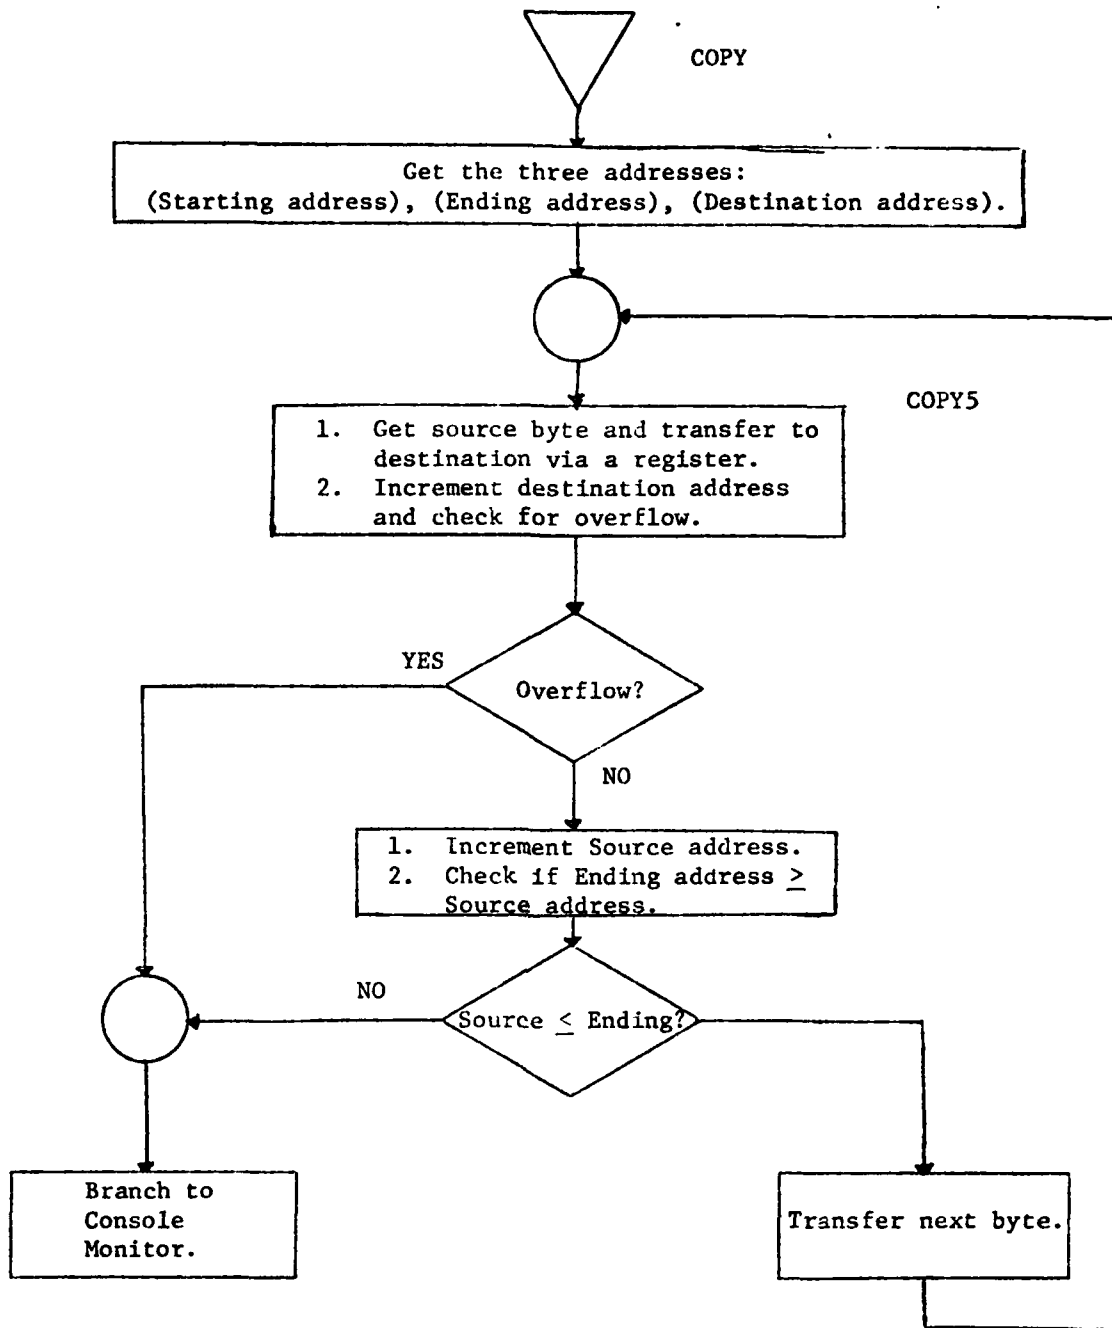 COPY
Get the three addresses:
(Starting address), (Ending address), (Destination address).
COPY5
1. Get source byte and transfer to
destination via a register.
2. Increment destination address
and check for overflow.
YES
Overflow?
NO
1. Increment Source address.
2. Check if Ending address ≥
Source address.
NO
Source ≤ Ending?
Branch to
Console
Monitor.
Transfer next byte.